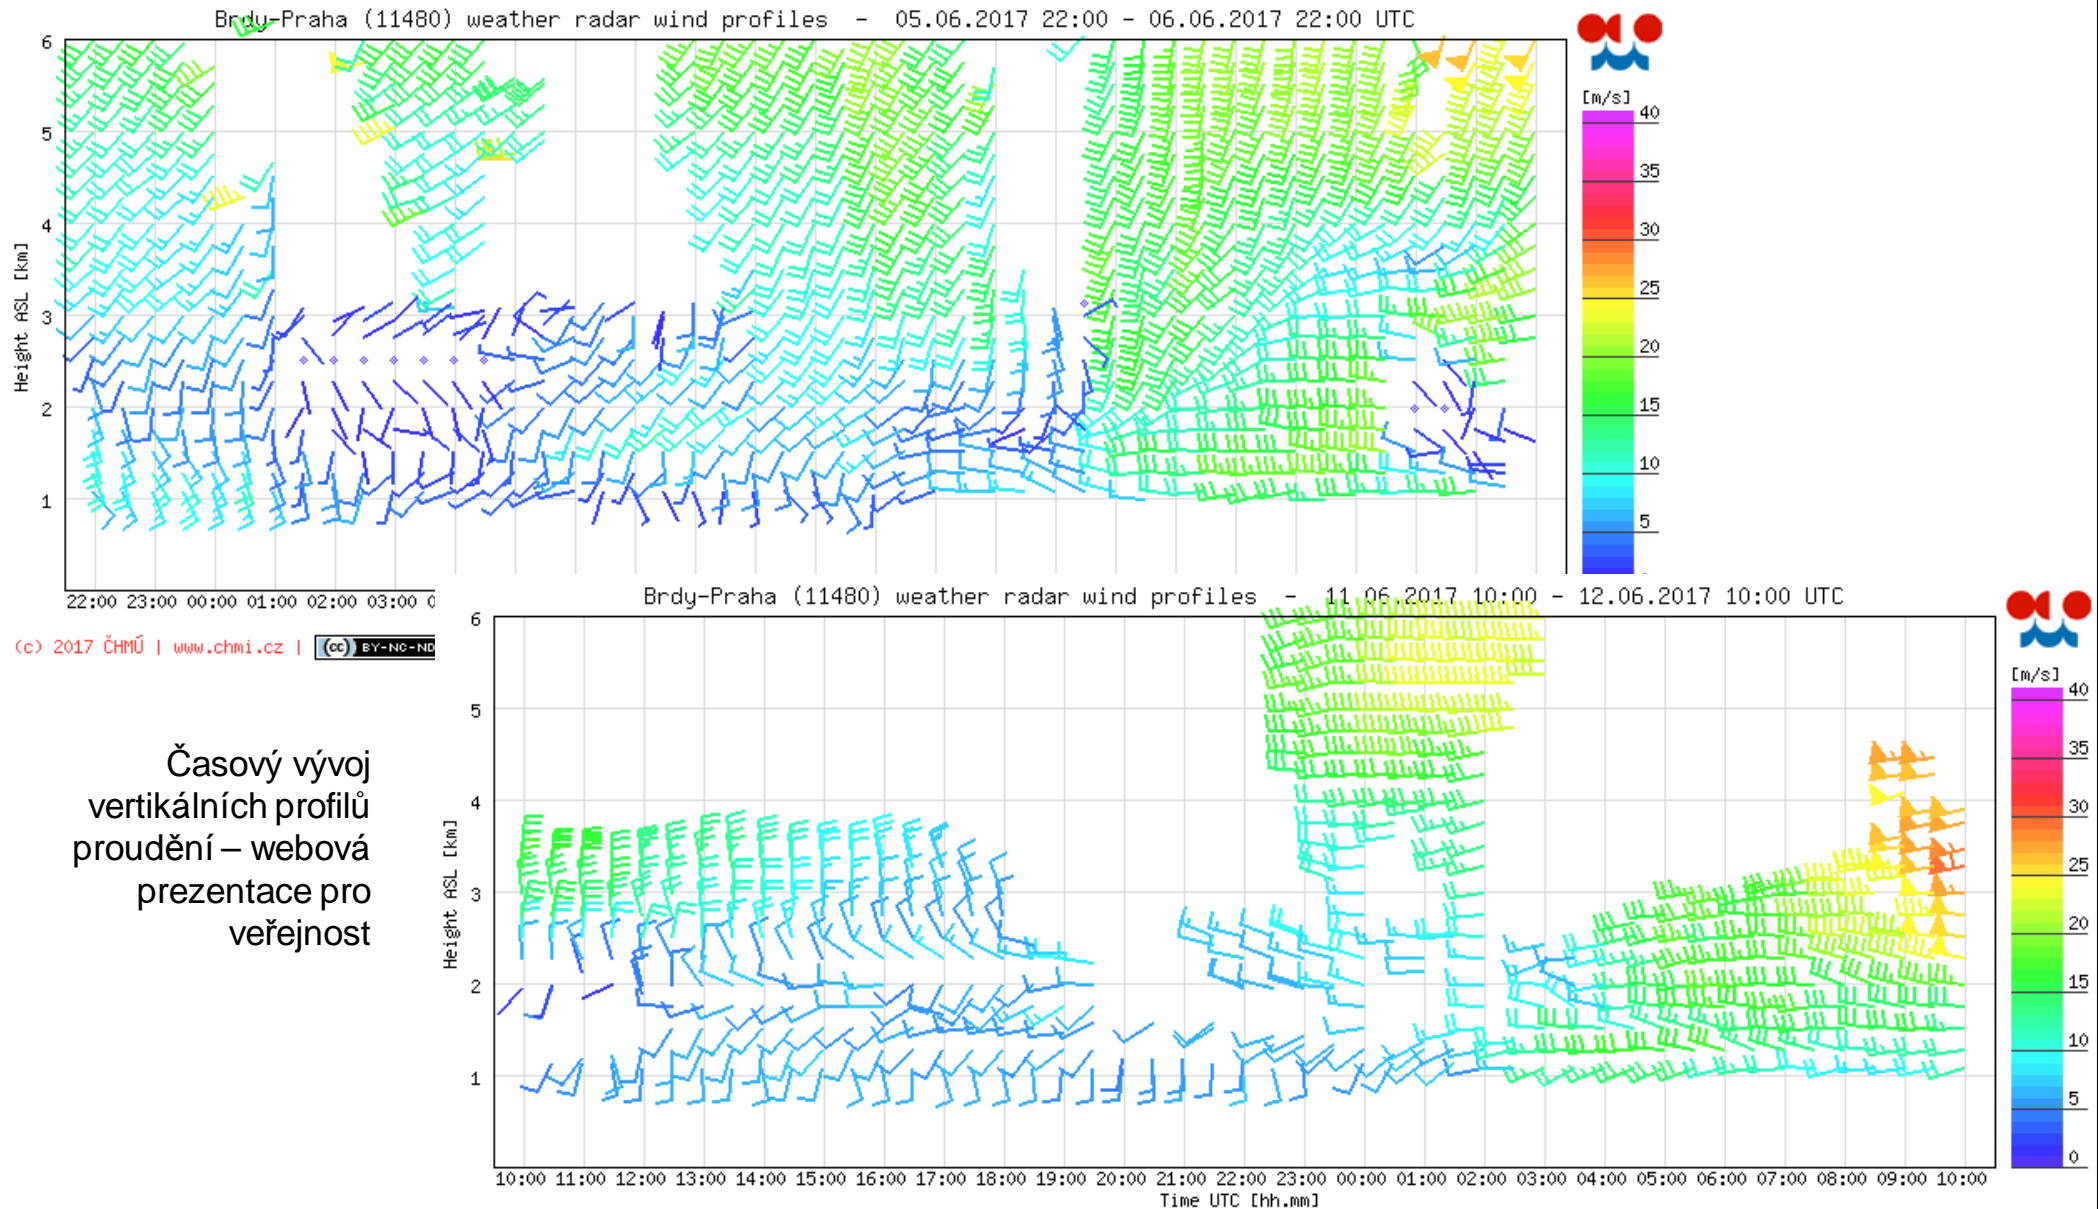 Brdy-Praha (11480) weather radar wind profiles - 05.06.2017 22:00 - 06.06.2017 22:00 UTC
6
5
4
3
2
1
Height ASL [km]
22:00 23:00 00:00 01:00 02:00 03:00 0
[m/s]
40
35
30
25
20
15
10
5
(c) 2017 ČHMÚ | www.chmi.cz | (cc) BY-NC-ND
Časový vývoj
vertikálních profilů
proudění – webová
prezentace pro
veřejnost
Brdy-Praha (11480) weather radar wind profiles - 11.06.2017 10:00 - 12.06.2017 10:00 UTC
6
5
4
3
2
1
Height ASL [km]
10:00 11:00 12:00 13:00 14:00 15:00 16:00 17:00 18:00 19:00 20:00 21:00 22:00 23:00 00:00 01:00 02:00 03:00 04:00 05:00 06:00 07:00 08:00 09:00 10:00
Time UTC [hh.mm]
[m/s]
40
35
30
25
20
15
10
5
0